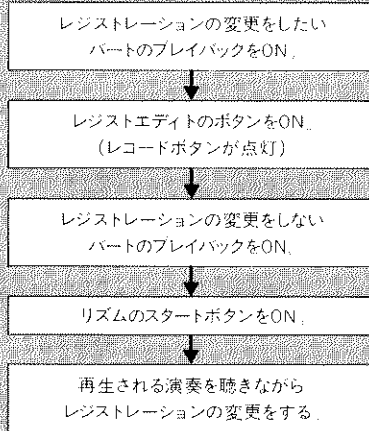 レジストレーションの変更をしたい
パートのプレイバックをON。
レジストエディットのボタンをON。
（レコードボタンが点灯）
レジストレーションの変更をしない
パートのプレイバックをON。
リズムのスタートボタンをON。
再生される演奏を聴きながら
レジストレーションの変更をする。